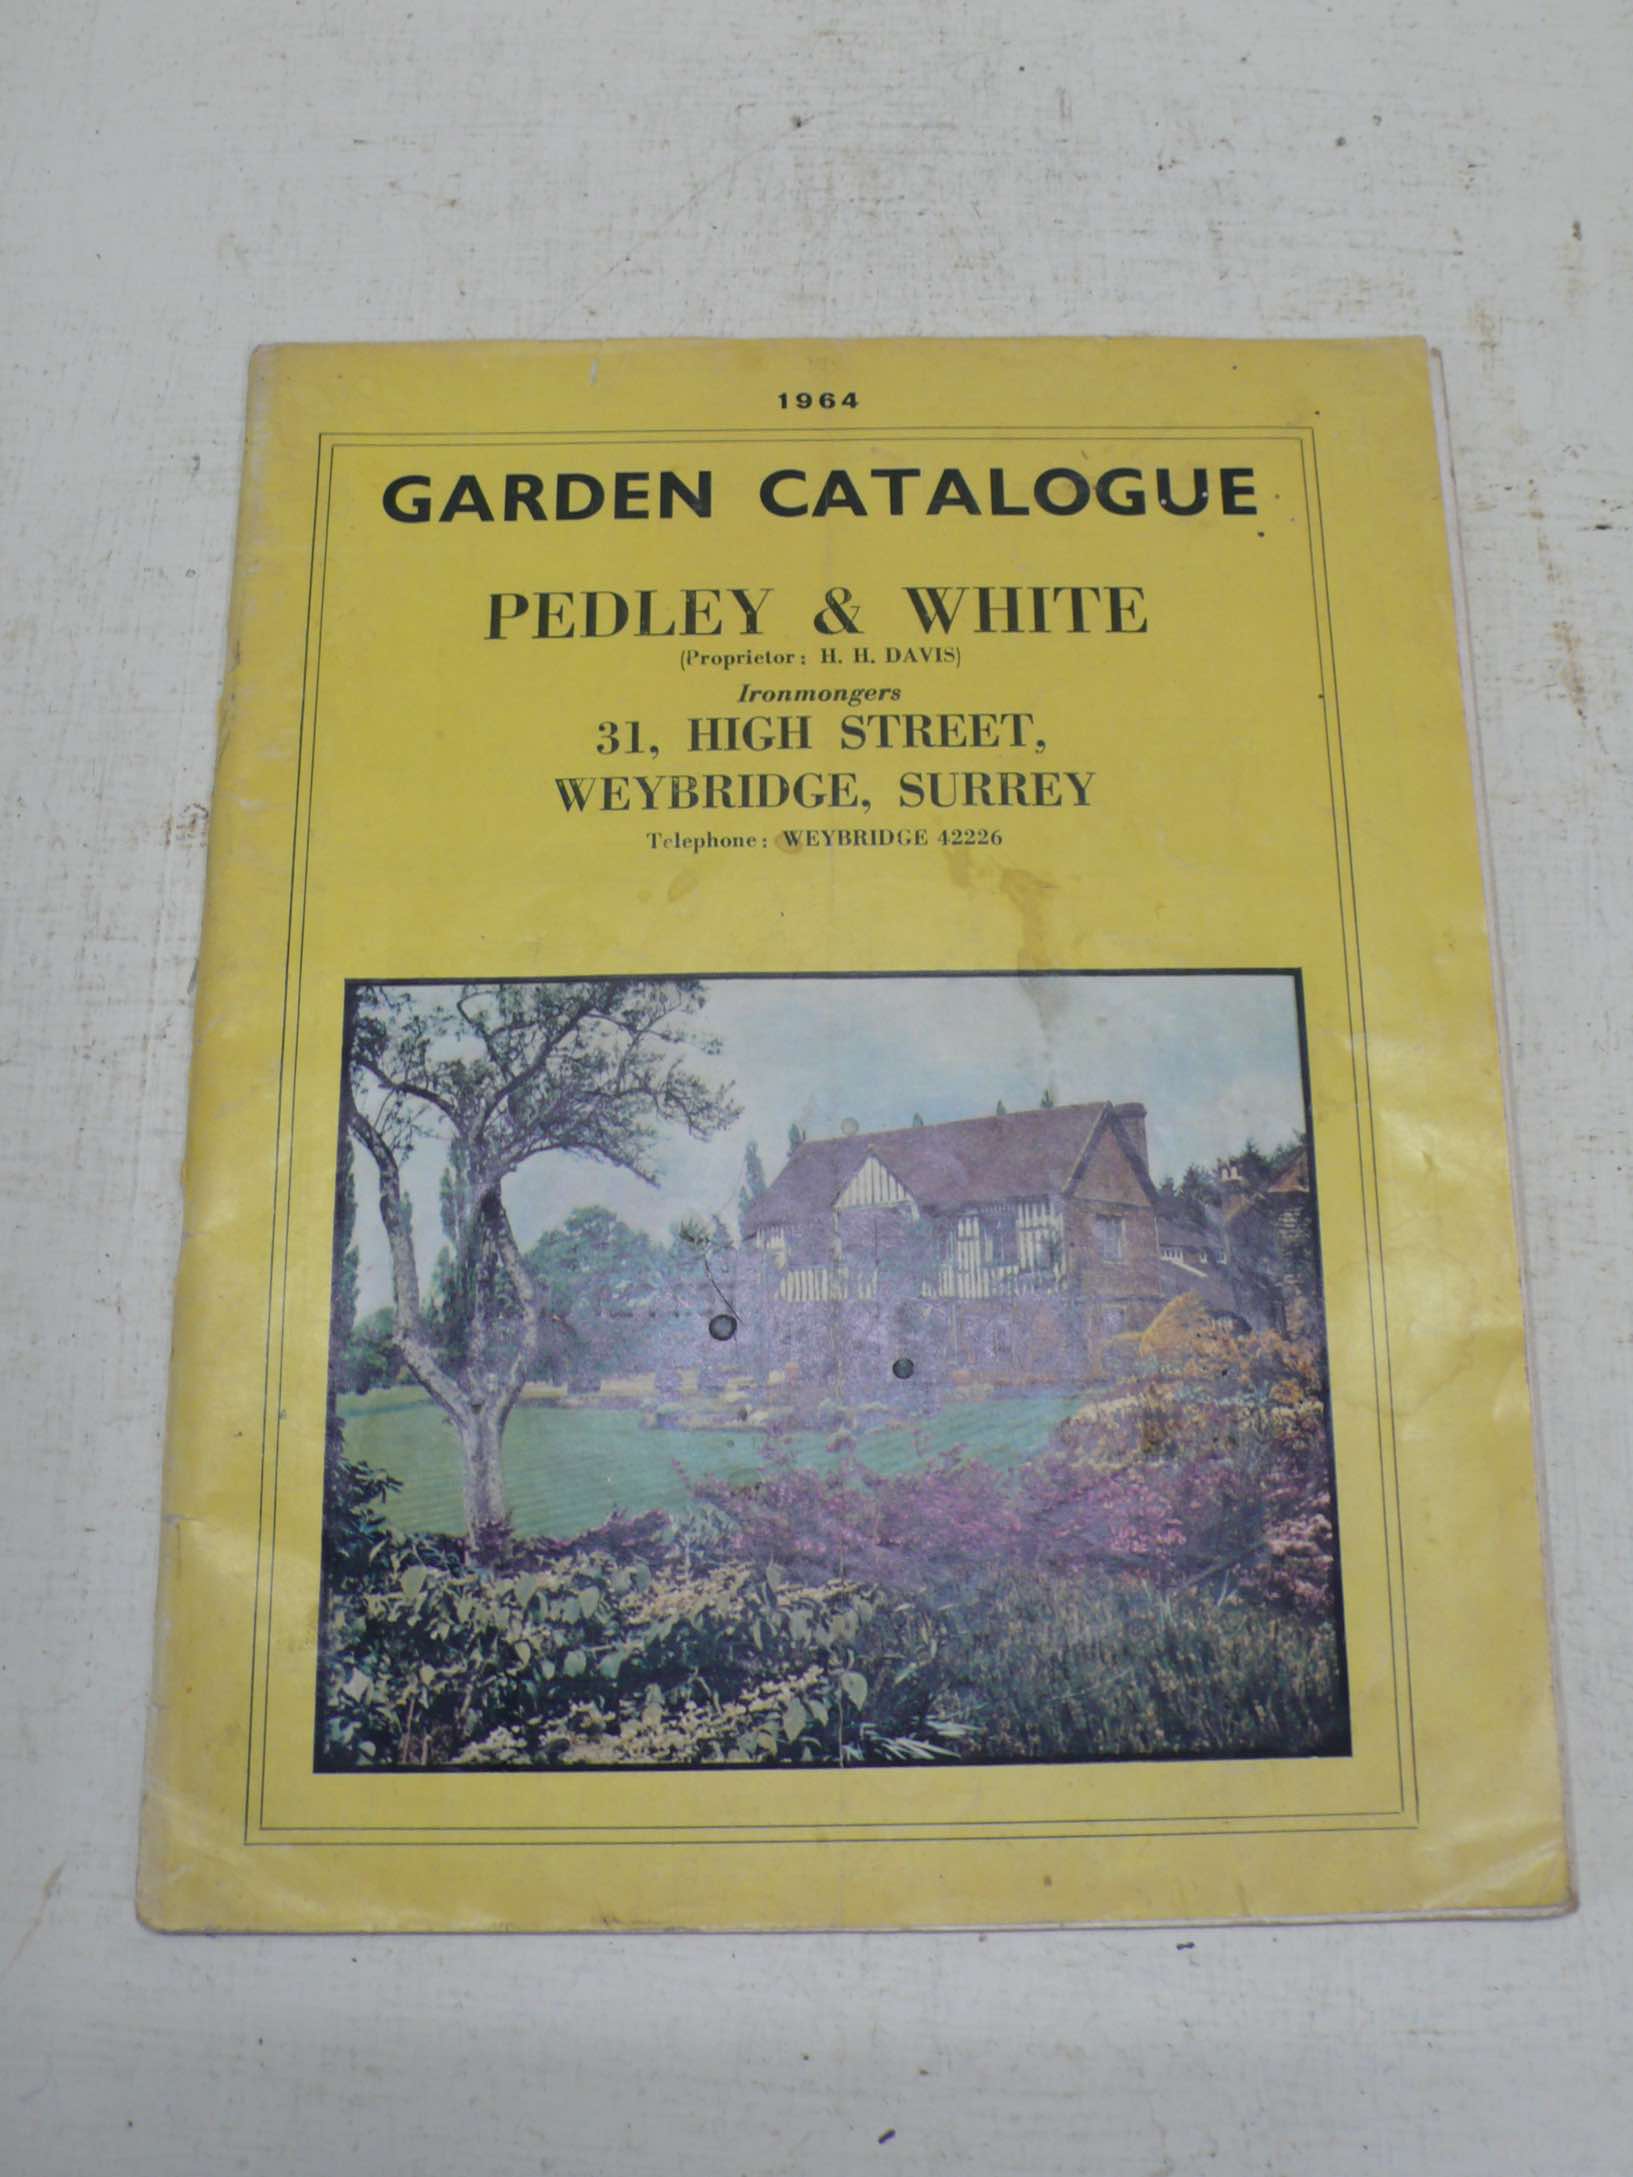 1964
GARDEN CATALOGUE
PEDLEY & WHITE
(Proprietor: H. H. DAVIS)
Ironmongers
31, HIGH STREET,
WEYBRIDGE, SURREY
Telephone: WEYBRIDGE 42226